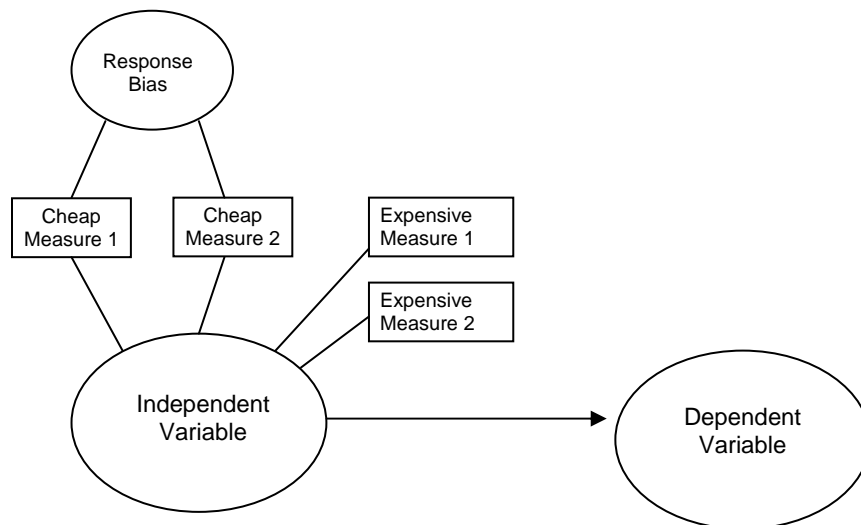 Response
Bias
Cheap
Measure 1
Cheap
Measure 2
Expensive
Measure 1
Expensive
Measure 2
Independent
Variable
Dependent
Variable